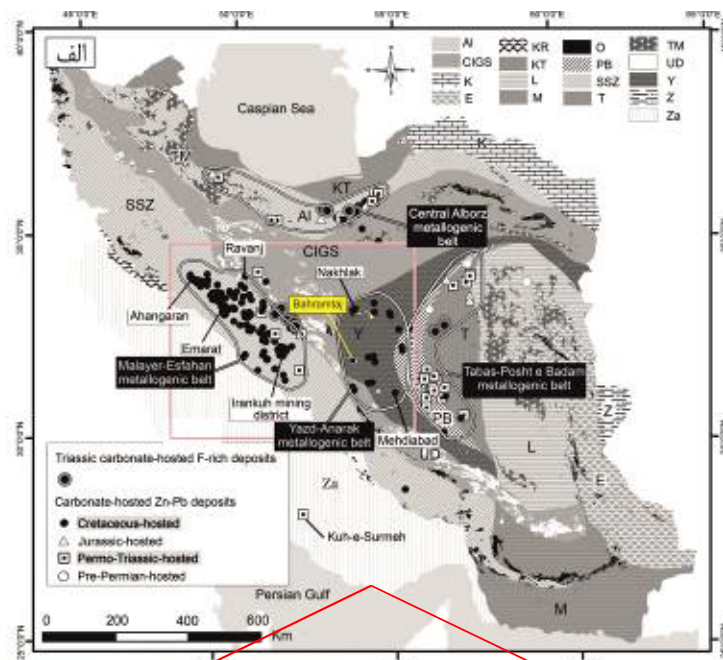 الف
Al
CIGS
K
E
KR
KT
L
M
O
PB
SSZ
T
TM
UD
Y
Z
Za
Caspian Sea
K
TM
KT
SSZ
Al
Central Alborz
metallogenic
belt
CIGS
Ravanj
Nakhlak
Bahramtaj
Ahangaran
Y
T
Emarat
Malayer-Esfahan
metallogenic belt
Tabas-Posht e Badam
metallogenic belt
Irankuh mining
district
Yazd-Anarak
metallogenic belt
Mehdiabad
PB
Z
UD
L
E
Za
Triassic carbonate-hosted F-rich deposits
Carbonate-hosted Zn-Pb deposits
Cretaceous-hosted
Jurassic-hosted
Permo-Triassic-hosted
Pre-Permian-hosted
Kuh-e-Surmeh
Persian Gulf
M
0 200 400 600
Km